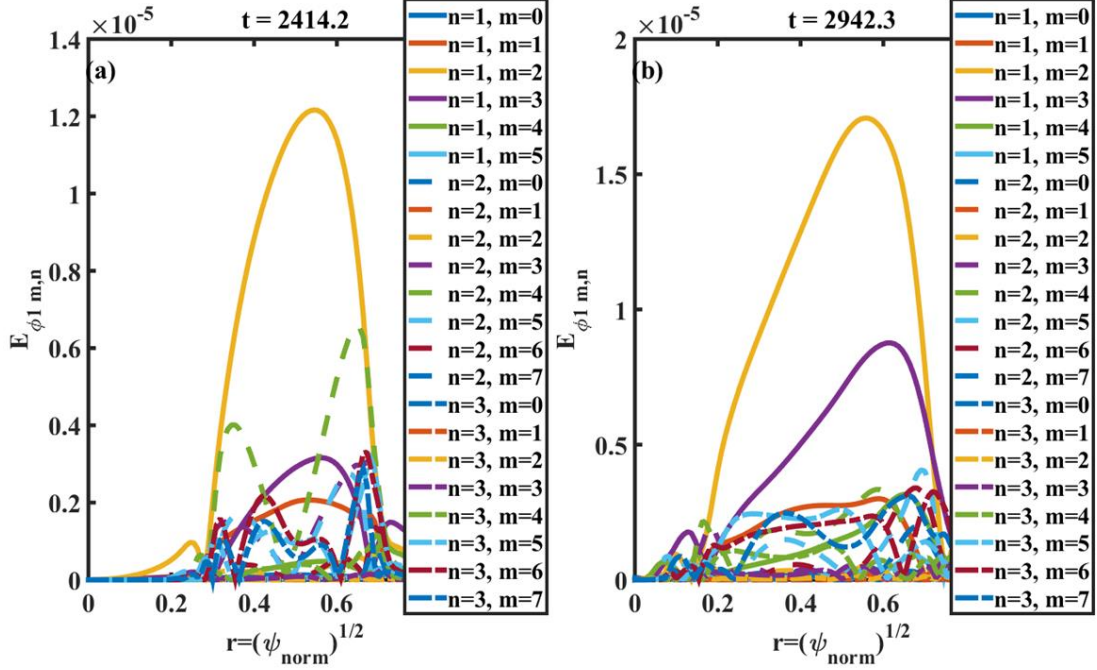 ×10⁻⁵ t = 2414.2
(a)
1.4
1.2
1
0.8
0.6
0.4
0.2
0
0 0.2 0.4 0.6
E ϕ1 m,n
r=(ψ norm)1/2
n=1, m=0
n=1, m=1
n=1, m=2
n=1, m=3
n=1, m=4
n=1, m=5
n=2, m=0
n=2, m=1
n=2, m=2
n=2, m=3
n=2, m=4
n=2, m=5
n=2, m=6
n=2, m=7
n=3, m=0
n=3, m=1
n=3, m=2
n=3, m=3
n=3, m=4
n=3, m=5
n=3, m=6
n=3, m=7
×10⁻⁵ t = 2942.3
(b)
2
1.5
1
0.5
0
0 0.2 0.4 0.6
E ϕ1 m,n
r=(ψ norm)1/2
n=1, m=0
n=1, m=1
n=1, m=2
n=1, m=3
n=1, m=4
n=1, m=5
n=2, m=0
n=2, m=1
n=2, m=2
n=2, m=3
n=2, m=4
n=2, m=5
n=2, m=6
n=2, m=7
n=3, m=0
n=3, m=1
n=3, m=2
n=3, m=3
n=3, m=4
n=3, m=5
n=3, m=6
n=3, m=7